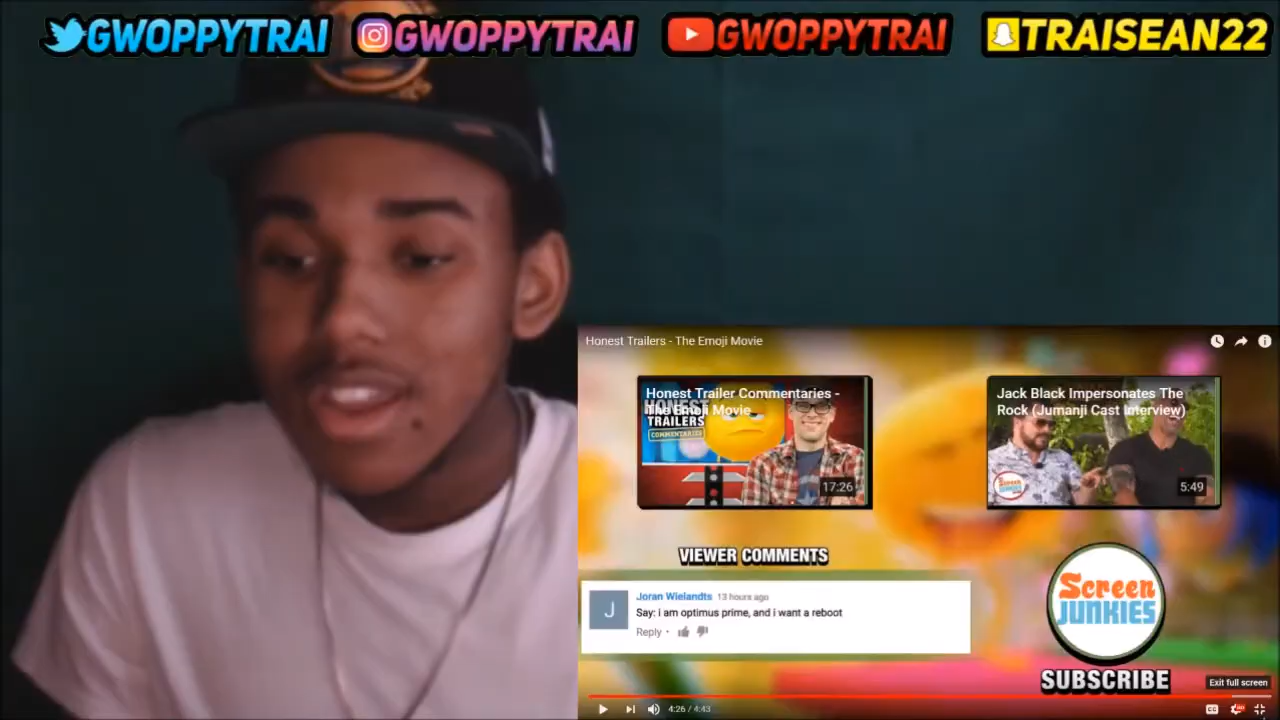 GWOPPYTRAI GWOPPYTRAI GWOPPYTRAI TRAISEAN22
Honest Trailers - The Emoji Movie
Honest Trailer Commentaries -
The Emoji Movie
HONEST
TRAILERS
COMMENTARIES
17:26
Jack Black Impersonates The
Rock (Jumanji Cast Interview)
5:49
VIEWER COMMENTS
J
Joran Wielandts 13 hours ago
Say: i am optimus prime, and i want a reboot
Reply •
Screen
JUNKIES
SUBSCRIBE
Exit full screen
4:26 / 4:43